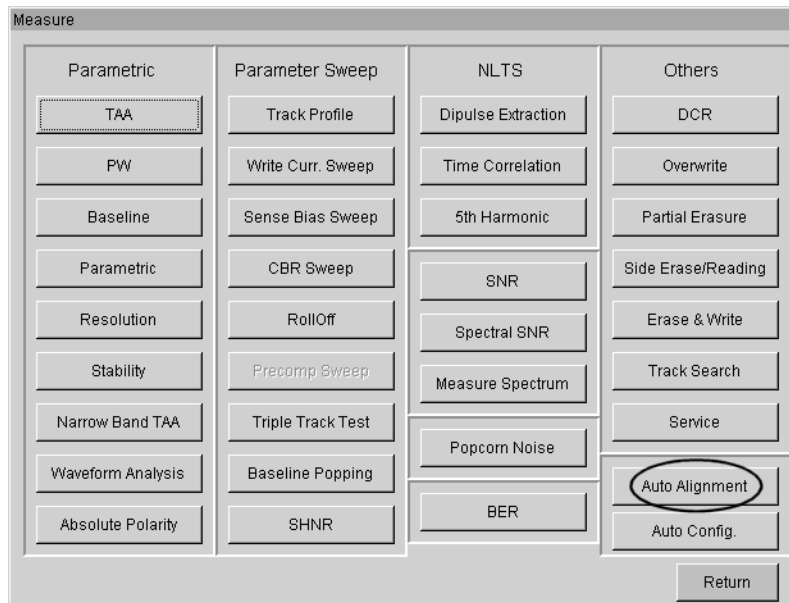 Measure
Parametric
TAA
PW
Baseline
Parametric
Resolution
Stability
Narrow Band TAA
Waveform Analysis
Absolute Polarity
Parameter Sweep
Track Profile
Write Curr. Sweep
Sense Bias Sweep
CBR Sweep
RollOff
Precomp Sweep
Triple Track Test
Baseline Popping
SHNR
NLTS
Dipulse Extraction
Time Correlation
5th Harmonic
SNR
Spectral SNR
Measure Spectrum
Popcorn Noise
BER
Others
DCR
Overwrite
Partial Erasure
Side Erase/Reading
Erase & Write
Track Search
Service
Auto Alignment
Auto Config.
Return